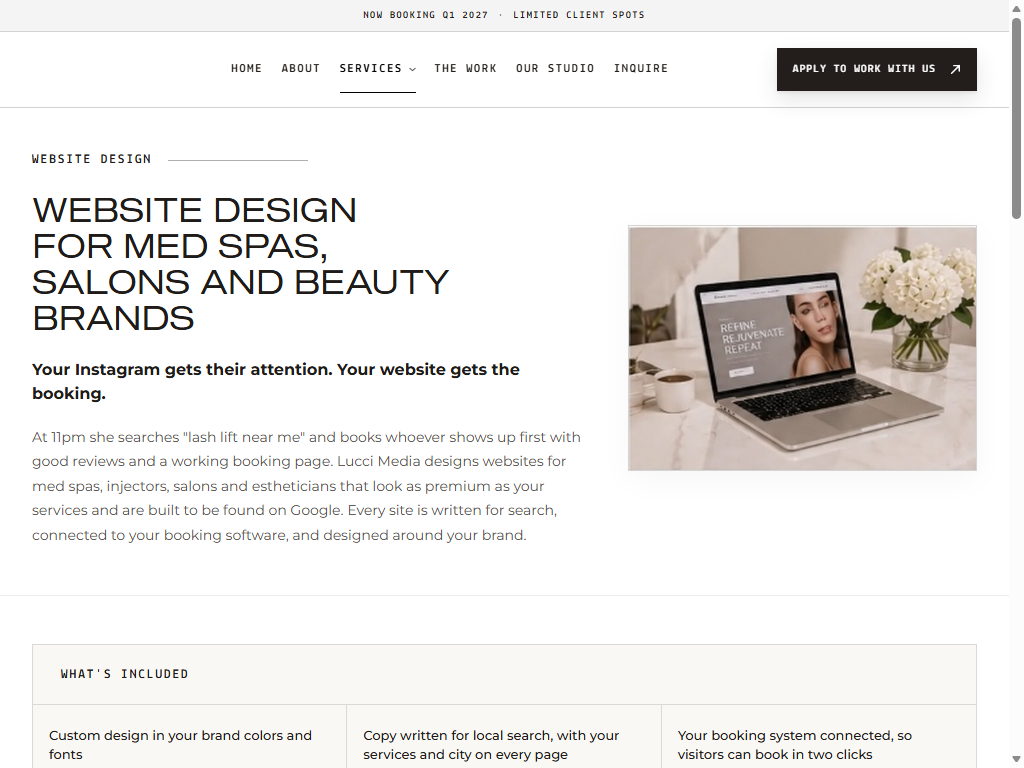 NOW BOOKING Q1 2027 · LIMITED CLIENT SPOTS
HOME ABOUT SERVICES THE WORK OUR STUDIO INQUIRE
APPLY TO WORK WITH US
WEBSITE DESIGN
WEBSITE DESIGN
FOR MED SPAS,
SALONS AND BEAUTY
BRANDS
Your Instagram gets their attention. Your website gets the
booking.
At 11pm she searches "lash lift near me" and books whoever shows up first with
good reviews and a working booking page. Lucci Media designs websites for
med spas, injectors, salons and estheticians that look as premium as your
services and are built to be found on Google. Every site is written for search,
connected to your booking software, and designed around your brand.
REFINE
REJUVENATE
REPEAT
WHAT'S INCLUDED
Custom design in your brand colors and
fonts
Copy written for local search, with your
services and city on every page
Your booking system connected, so
visitors can book in two clicks